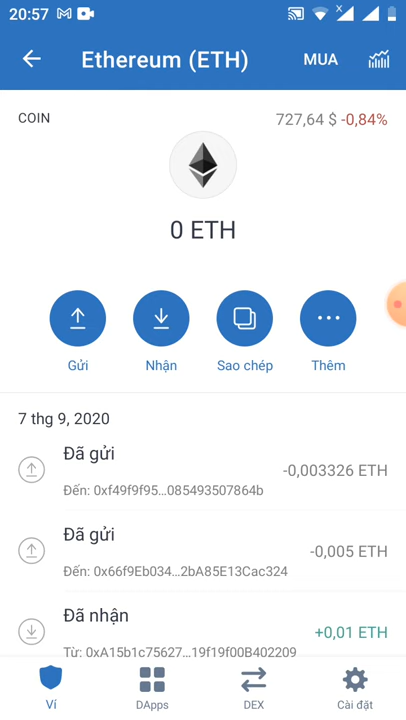 20:57
Ethereum (ETH) MUA
COIN 727,64 $ -0,84%
0 ETH
Gửi Nhận Sao chép Thêm
7 thg 9, 2020
Đã gửi
-0,003326 ETH
Đến: 0xf49f9f95...085493507864b
Đã gửi
-0,005 ETH
Đến: 0x66f9Eb034...2bA85E13Cac324
Đã nhận
+0,01 ETH
Từ: 0xA15b1c75627...19f19f00B402209
Ví DApps DEX Cài đặt